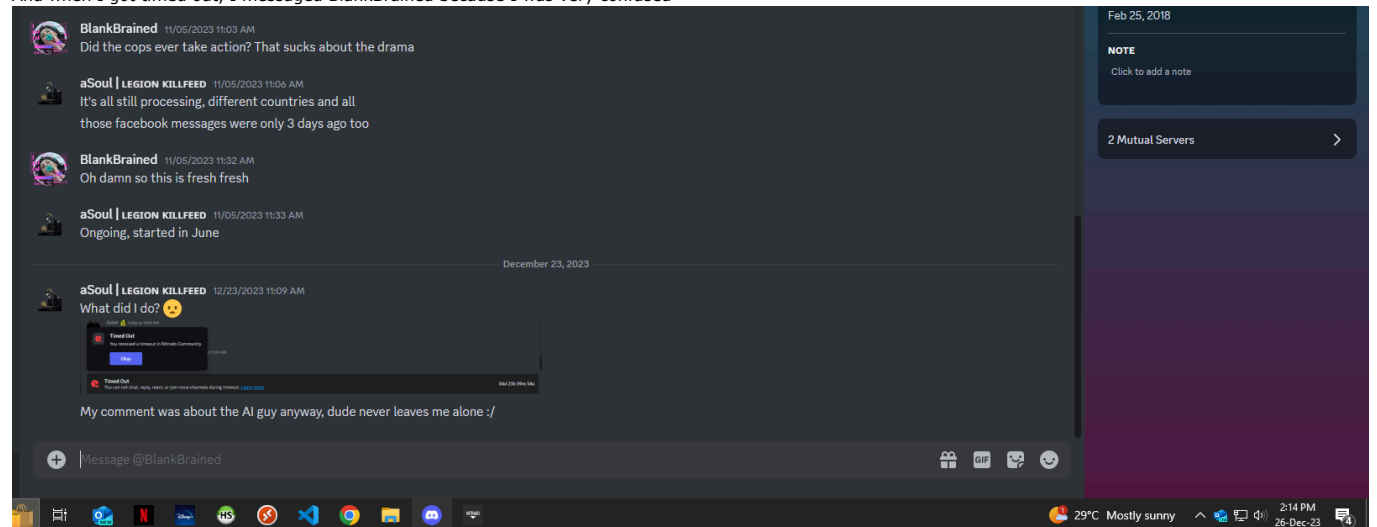 And when I got timed out, I messaged BlankBrained because I was very confused
BlankBrained 11/05/2023 11:03 AM
Did the cops ever take action? That sucks about the drama
aSoul | LEGION KILLFEED 11/05/2023 11:06 AM
It's all still processing, different countries and all
those facebook messages were only 3 days ago too
BlankBrained 11/05/2023 11:32 AM
Oh damn so this is fresh fresh
aSoul | LEGION KILLFEED 11/05/2023 11:33 AM
Ongoing, started in June
December 23, 2023
aSoul | LEGION KILLFEED 12/23/2023 11:09 AM
What did I do?
Timed Out
You received a timeout in Nitrado Community.
Okay
Timed Out
You can not chat, reply, react, or join voice channels during timeout. Learn more
My comment was about the AI guy anyway, dude never leaves me alone :/
Message @BlankBrained
GIF
Feb 25, 2018
NOTE
Click to add a note
2 Mutual Servers
29°C Mostly sunny
2:14 PM
26-Dec-23